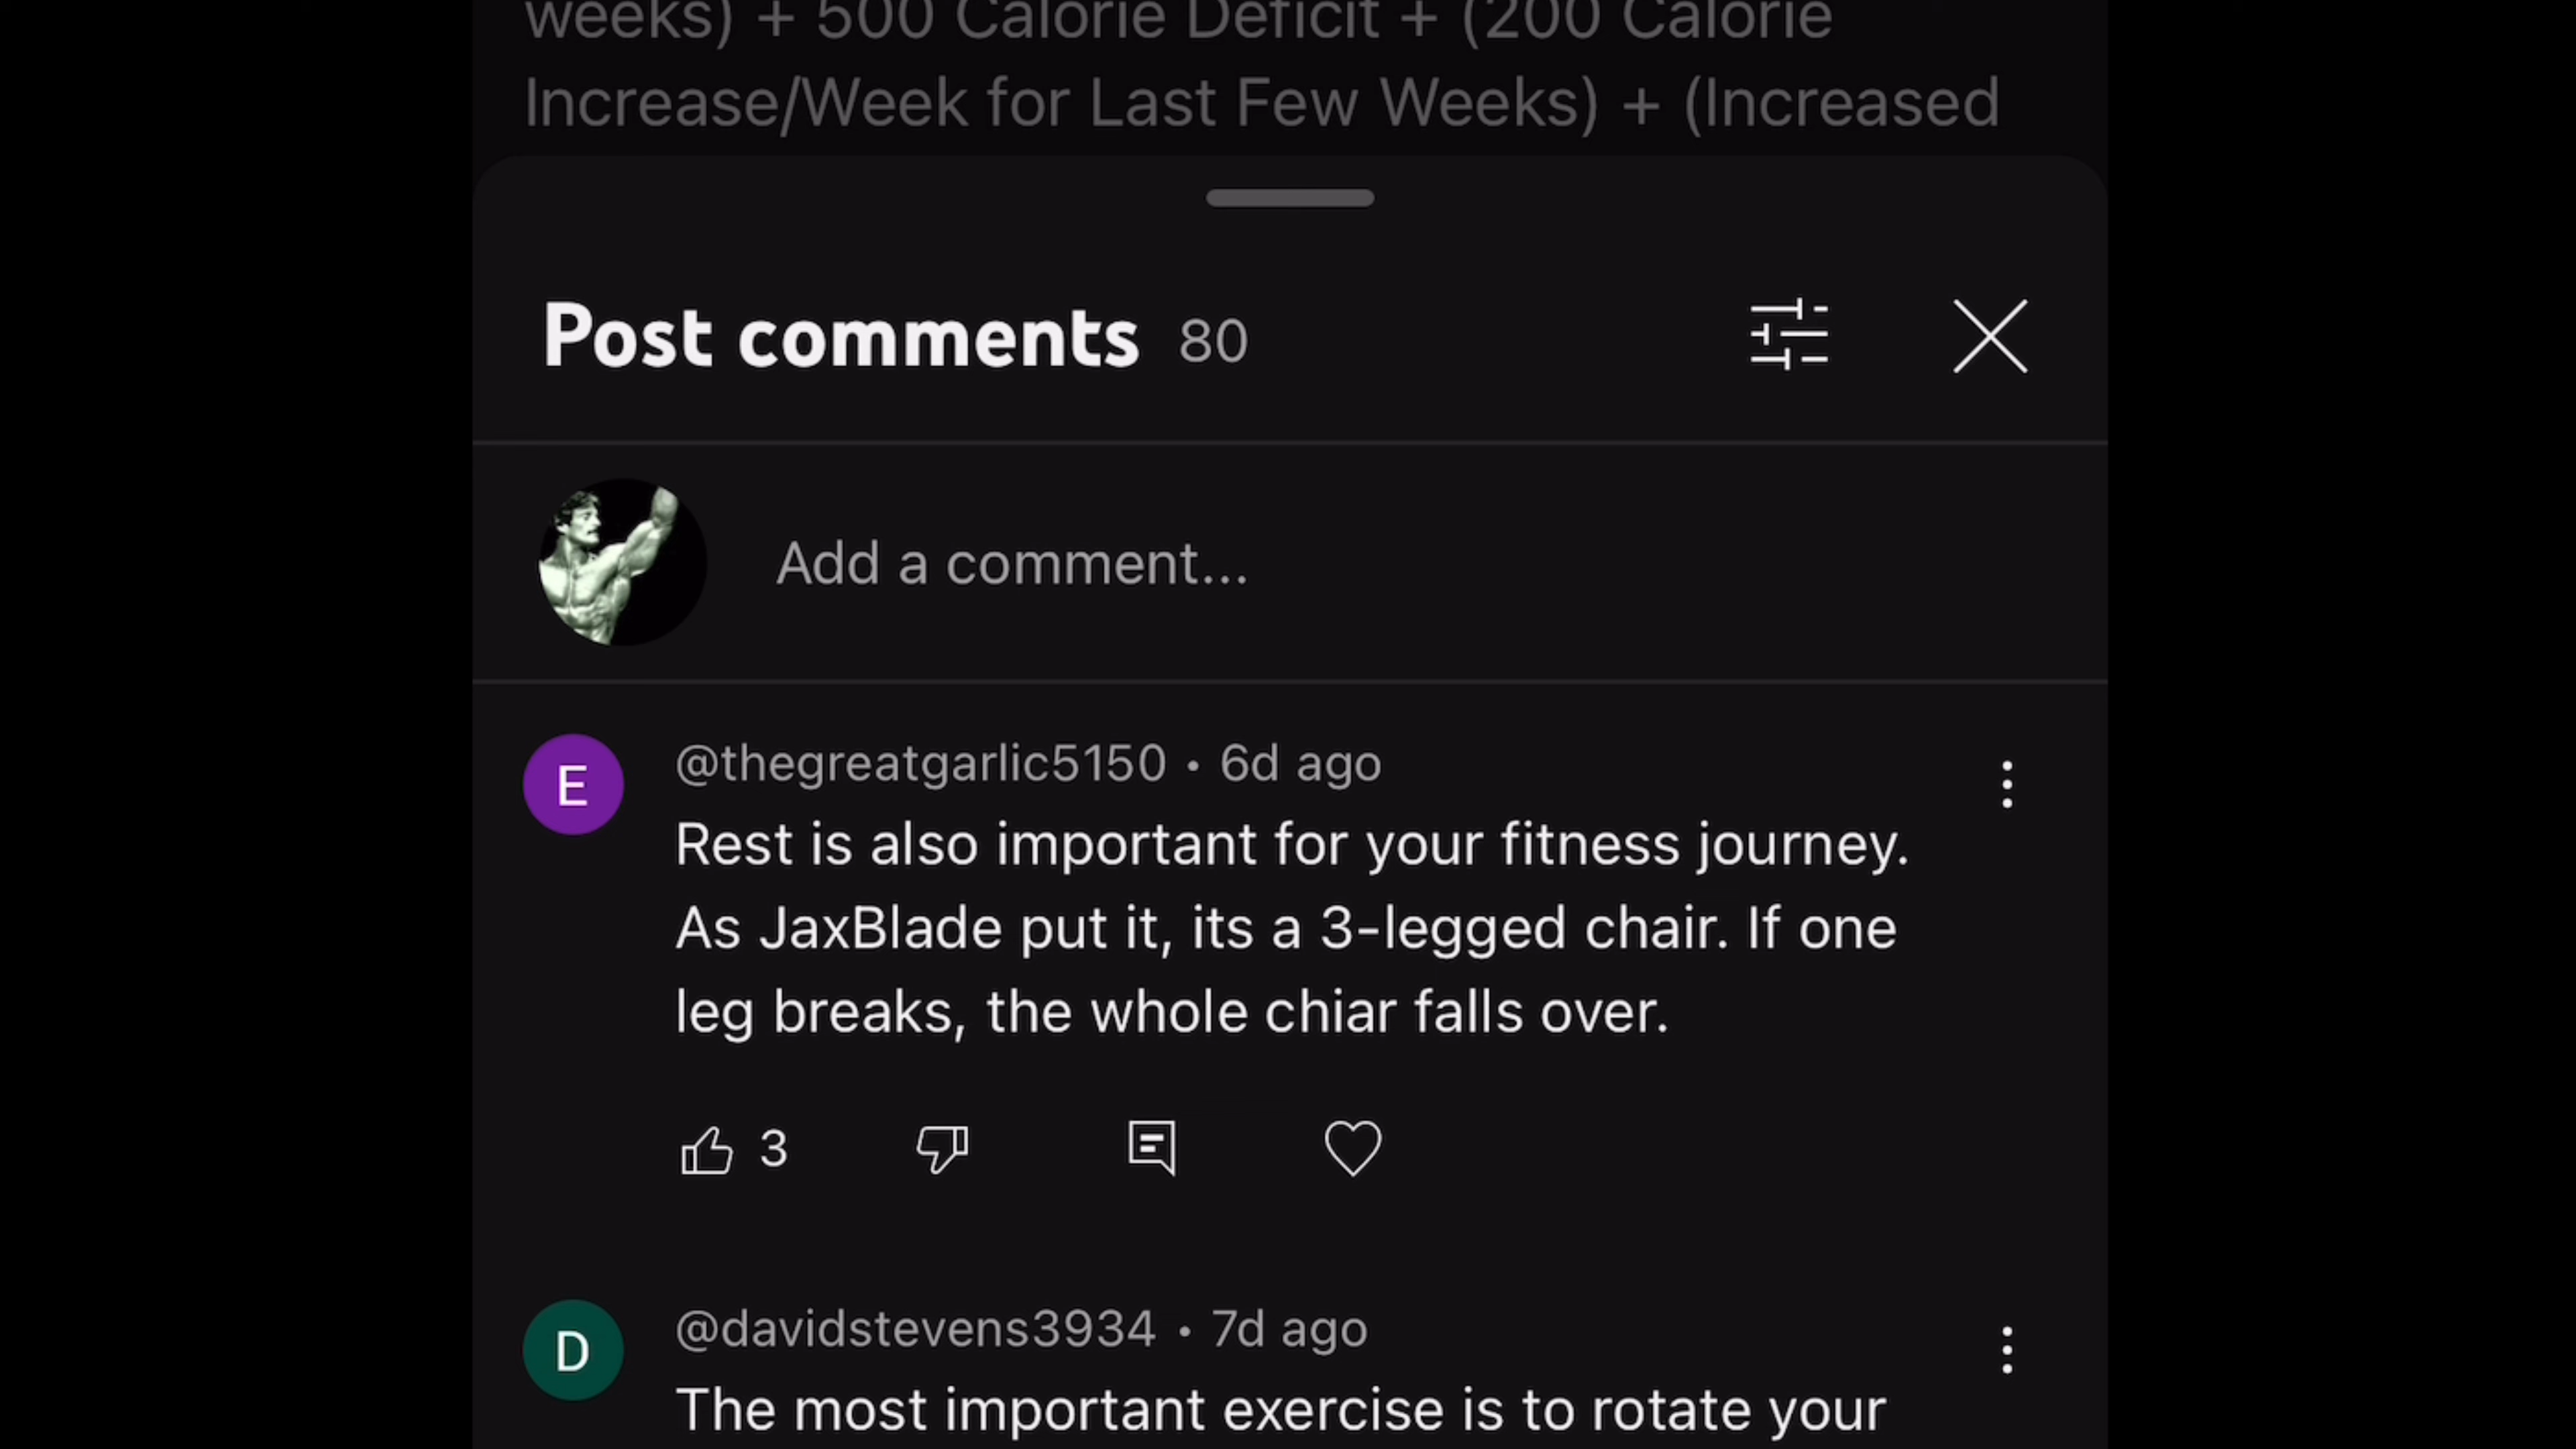 weeks) + 500 Calorie Deficit + (200 Calorie
Increase/Week for Last Few Weeks) + (Increased
Post comments 80
Add a comment...
E
@thegreatgarlic5150 • 6d ago
Rest is also important for your fitness journey.
As JaxBlade put it, its a 3-legged chair. If one
leg breaks, the whole chiar falls over.
3
D
@davidstevens3934 • 7d ago
The most important exercise is to rotate your